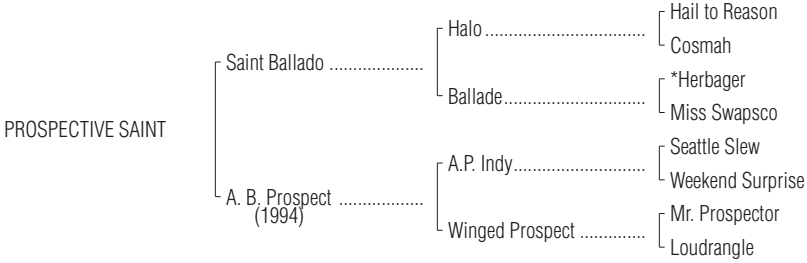 Hail to Reason
Halo ................................
Cosmah
Saint Ballado ...................
*Herbager
Ballade............................
Miss Swapsco
PROSPECTIVE SAINT
Seattle Slew
A.P. Indy..........................
Weekend Surprise
A. B. Prospect .................
(1994)
Mr. Prospector
Winged Prospect .............
Loudrangle